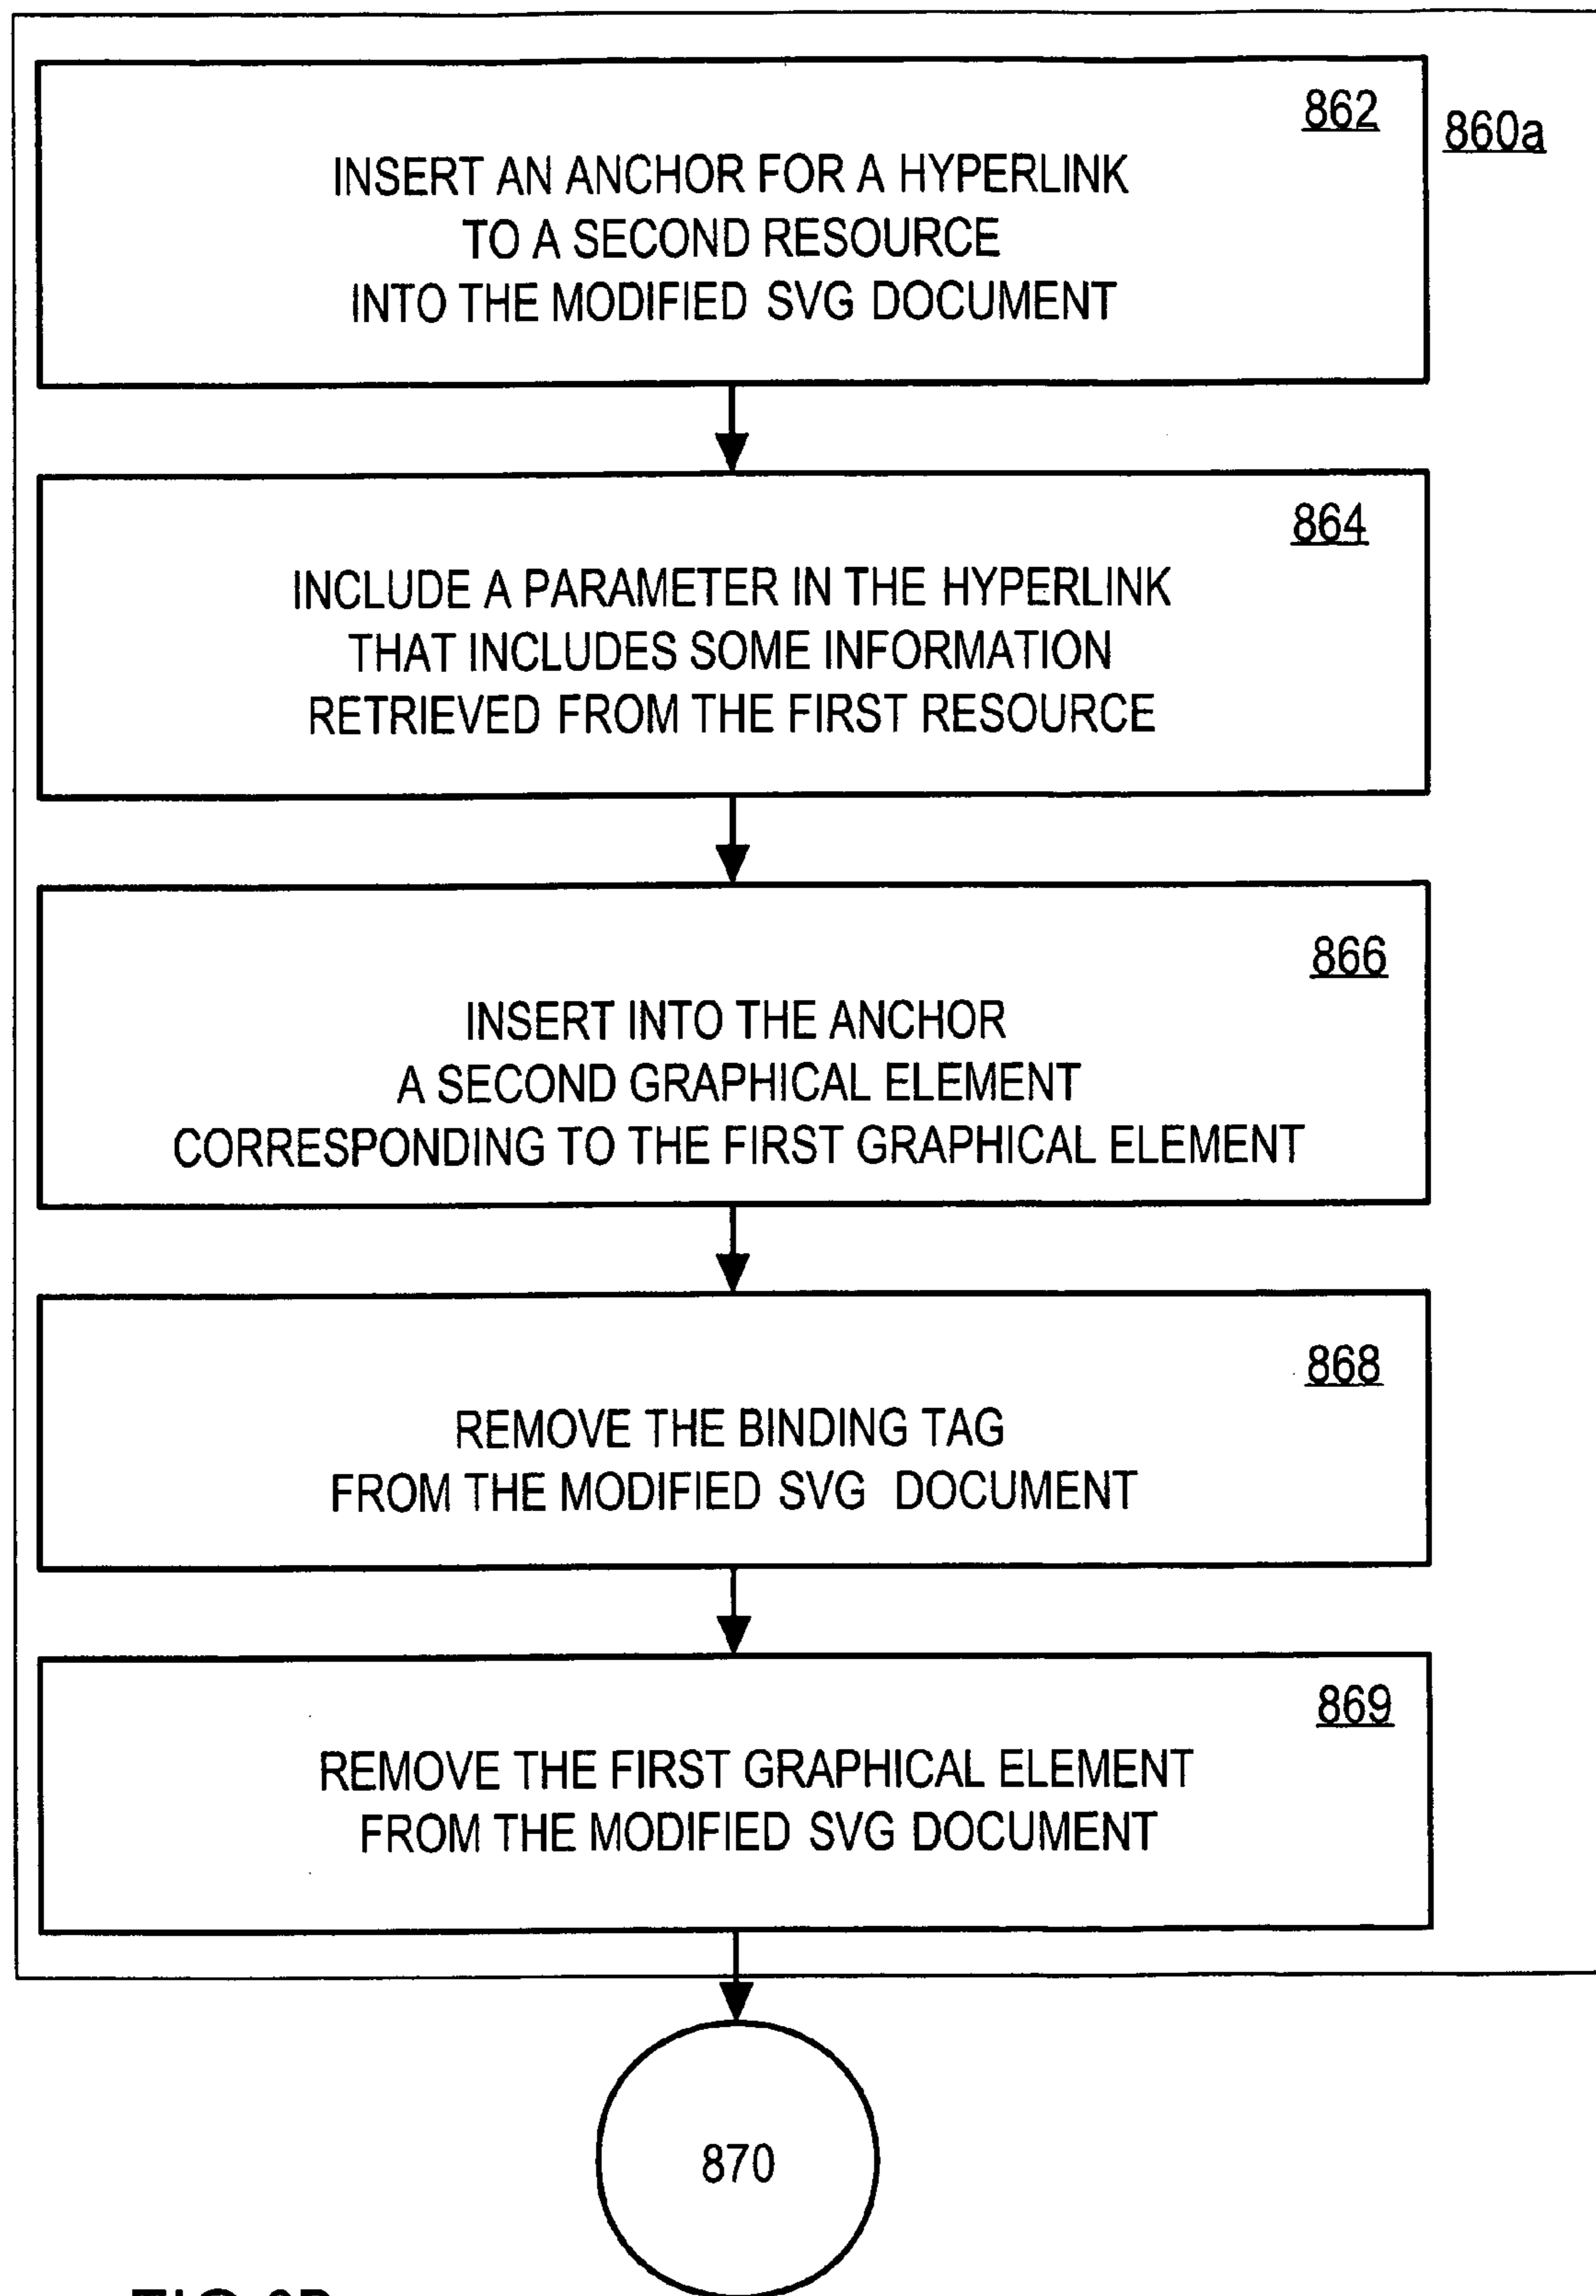 862
860a
INSERT AN ANCHOR FOR A HYPERLINK
TO A SECOND RESOURCE
INTO THE MODIFIED SVG DOCUMENT
864
INCLUDE A PARAMETER IN THE HYPERLINK
THAT INCLUDES SOME INFORMATION
RETRIEVED FROM THE FIRST RESOURCE
866
INSERT INTO THE ANCHOR
A SECOND GRAPHICAL ELEMENT
CORRESPONDING TO THE FIRST GRAPHICAL ELEMENT
868
REMOVE THE BINDING TAG
FROM THE MODIFIED SVG DOCUMENT
869
REMOVE THE FIRST GRAPHICAL ELEMENT
FROM THE MODIFIED SVG DOCUMENT
870